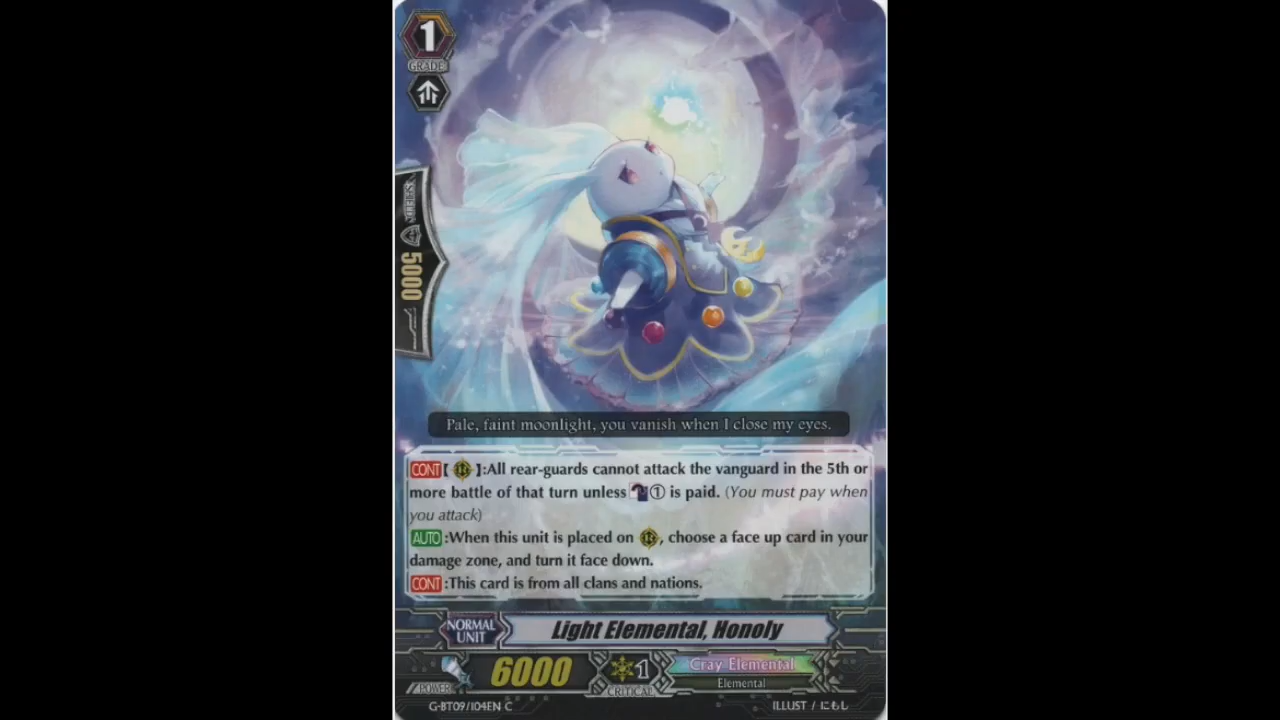 1
GRADE
SHIELD
5000
Pale, faint moonlight, you vanish when I close my eyes.
CONT【 】:All rear-guards cannot attack the vanguard in the 5th or
more battle of that turn unless ① is paid. (You must pay when
you attack)
AUTO:When this unit is placed on , choose a face up card in your
damage zone, and turn it face down.
CONT:This card is from all clans and nations.
NORMAL
UNIT
Light Elemental, Honoly
POWER
6000
1
CRITICAL
Cray Elemental
Elemental
G-BT09/104EN C
ILLUST / にもし